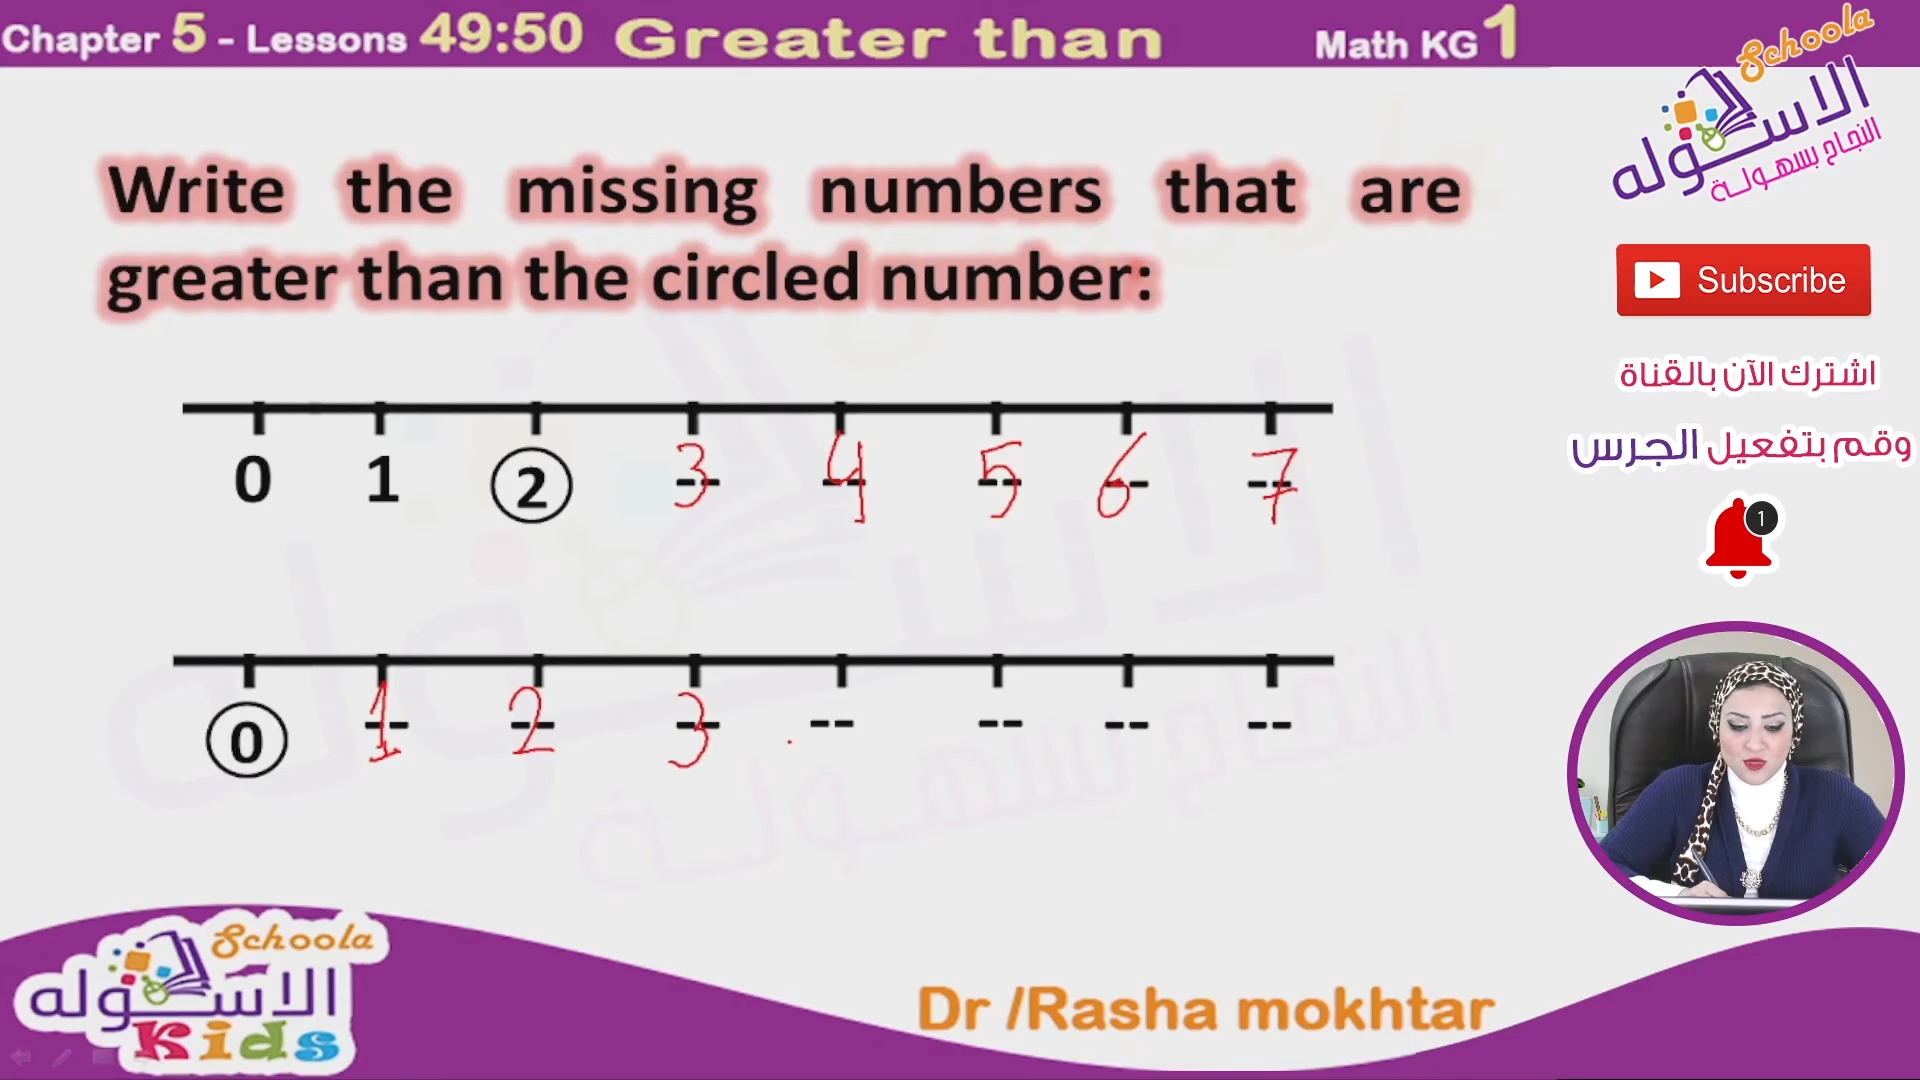 Chapter 5 - Lessons 49:50 Greater than Math KG 1
Schoola
الاسكوله
النجاح بسهولة
Write the missing numbers that are
greater than the circled number:
Subscribe
اشترك الآن بالقناة
وقم بتفعيل الجرس
1
0 1 2 3 4 5 6 7
0 1 2 3 -- -- -- --
Schoola
الاسكوله
Kids
Dr /Rasha mokhtar